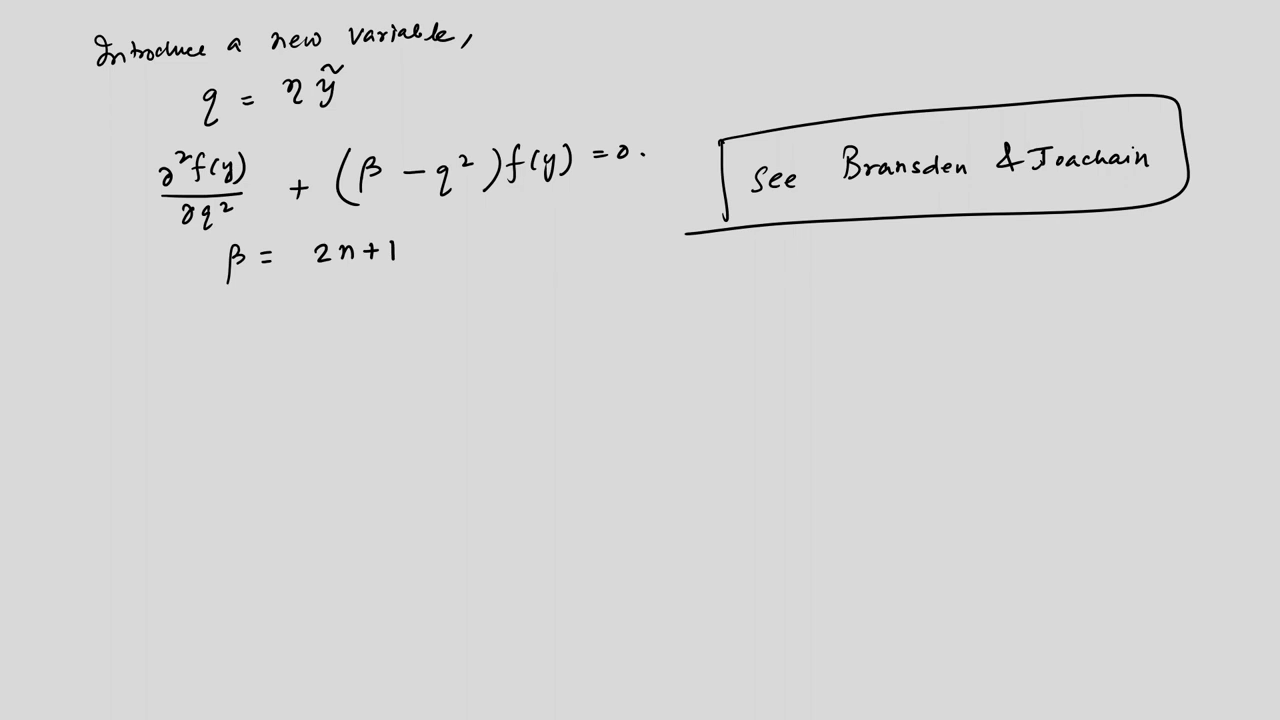 Introduce a new variable,
q = η ỹ
∂²f(y)/∂q² + (β − q²) f(y) = 0.
β = 2n+1
See Bransden & Joachain